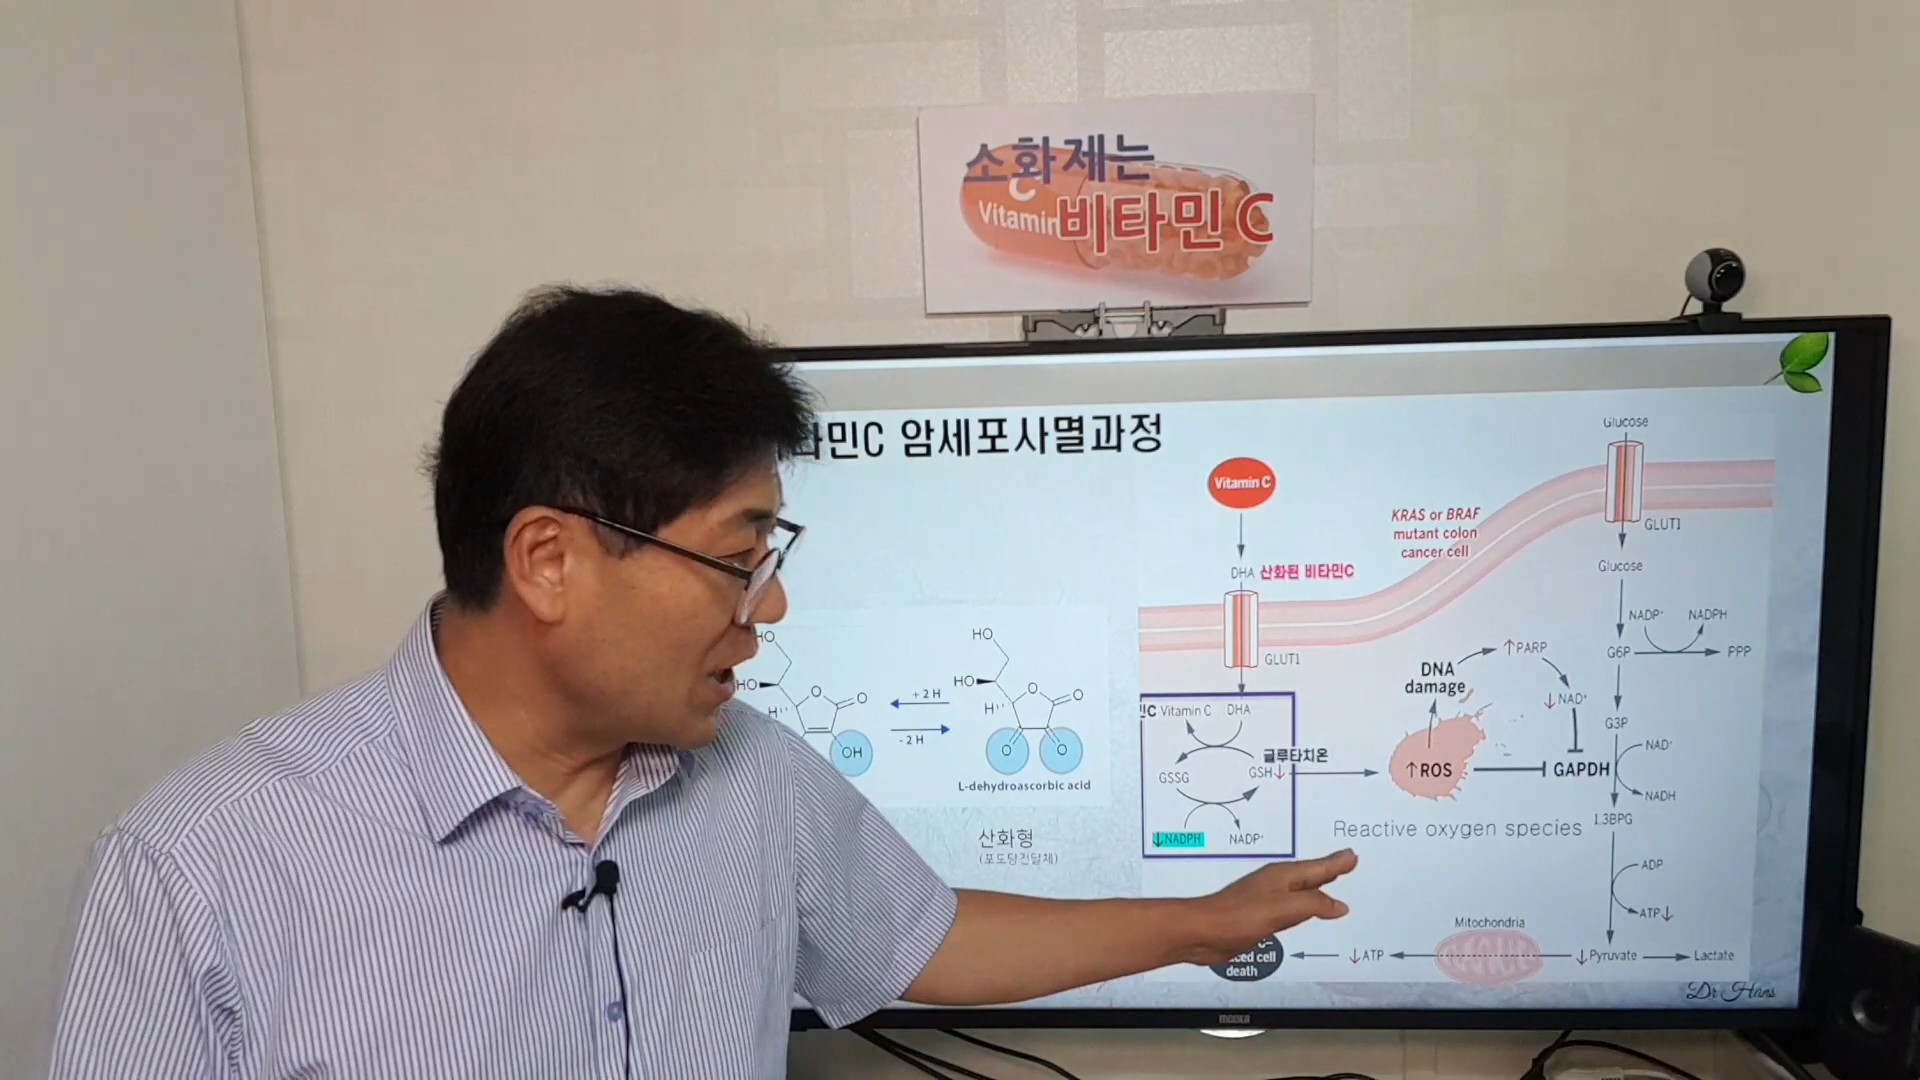 소화제는
C
Vitamin
비타민 C
타민C 암세포사멸과정
Glucose
Vitamin C
KRAS or BRAF
mutant colon
cancer cell
GLUT1
DHA 산화된 비타민C
Glucose
NADP⁺
NADPH
HO
HO
↑PARP
G6P
PPP
GLUT1
DNA
damage
HO
HO
+ 2 H
- 2 H
O
O
H
O
O
H
OH
O
O
C Vitamin C
DHA
↓NAD⁺
G3P
NAD⁺
글루타치온
GSSG
GSH↓
↑ROS
GAPDH
L-dehydroascorbic acid
NADH
1.3BPG
Reactive oxygen species
산화형
(포도당전달체)
↓NADPH
NADP⁺
ADP
ATP↓
Mitochondria
C-
ced cell
death
↓ATP
↓Pyruvate
Lactate
Dr Hans